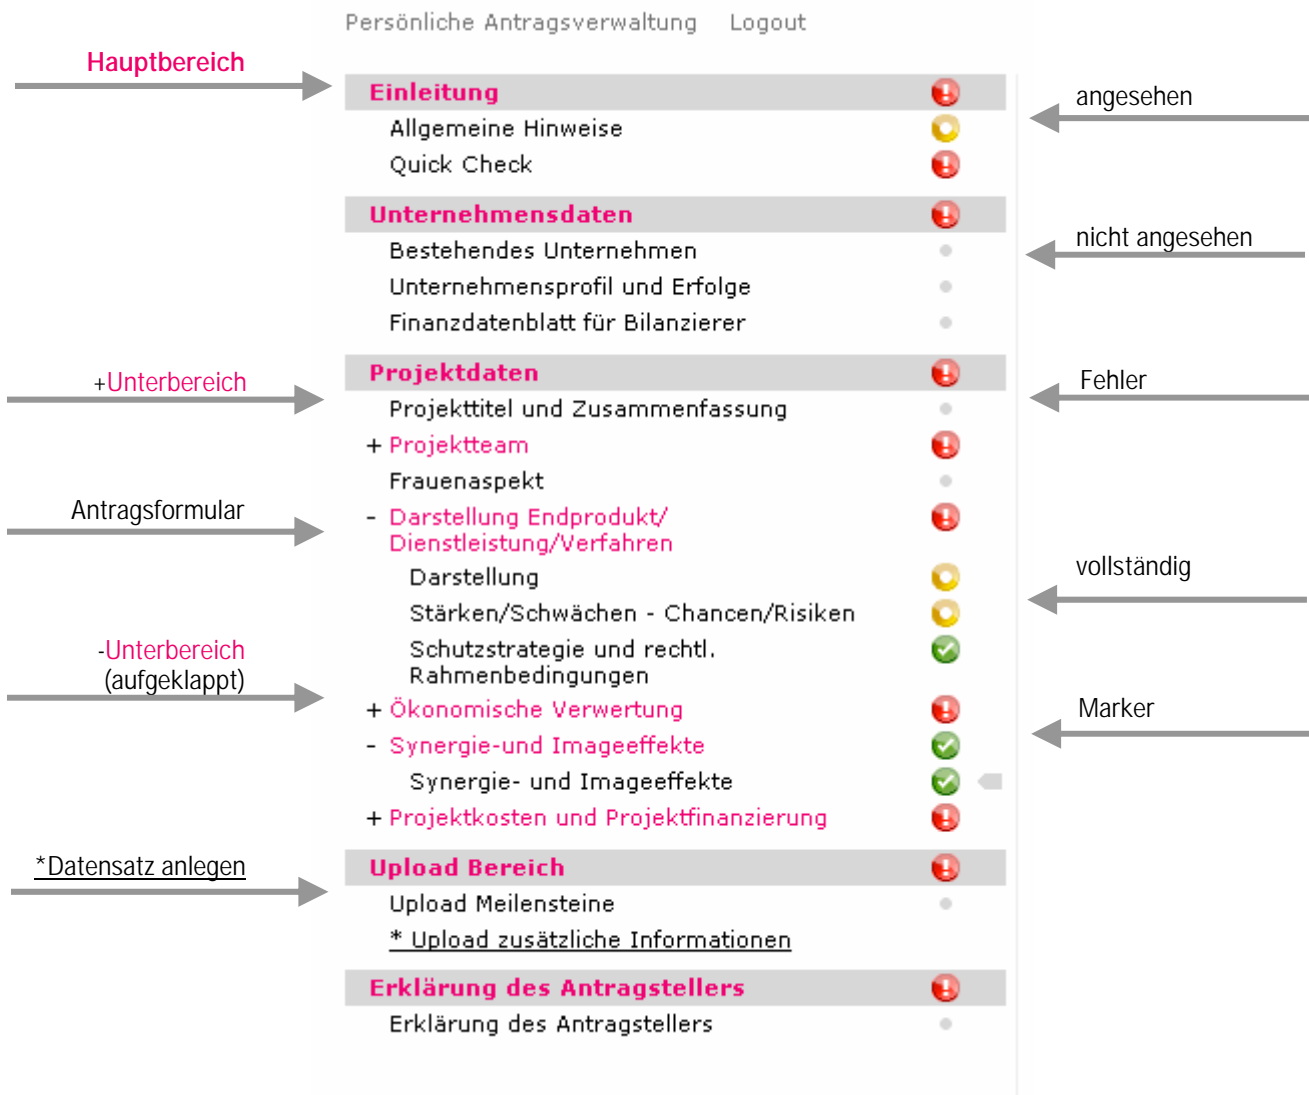 Persönliche Antragsverwaltung Logout
Hauptbereich
Einleitung
angesehen
Allgemeine Hinweise
Quick Check
Unternehmensdaten
nicht angesehen
Bestehendes Unternehmen
Unternehmensprofil und Erfolge
Finanzdatenblatt für Bilanzierer
+Unterbereich
Projektdaten
Fehler
Projekttitel und Zusammenfassung
+ Projektteam
Frauenaspekt
Antragsformular
- Darstellung Endprodukt/
Dienstleistung/Verfahren
Darstellung
vollständig
Stärken/Schwächen - Chancen/Risiken
Schutzstrategie und rechtl.
Rahmenbedingungen
-Unterbereich
(aufgeklappt)
+ Ökonomische Verwertung
Marker
- Synergie-und Imageeffekte
Synergie- und Imageeffekte
+ Projektkosten und Projektfinanzierung
*Datensatz anlegen
Upload Bereich
Upload Meilensteine
* Upload zusätzliche Informationen
Erklärung des Antragstellers
Erklärung des Antragstellers